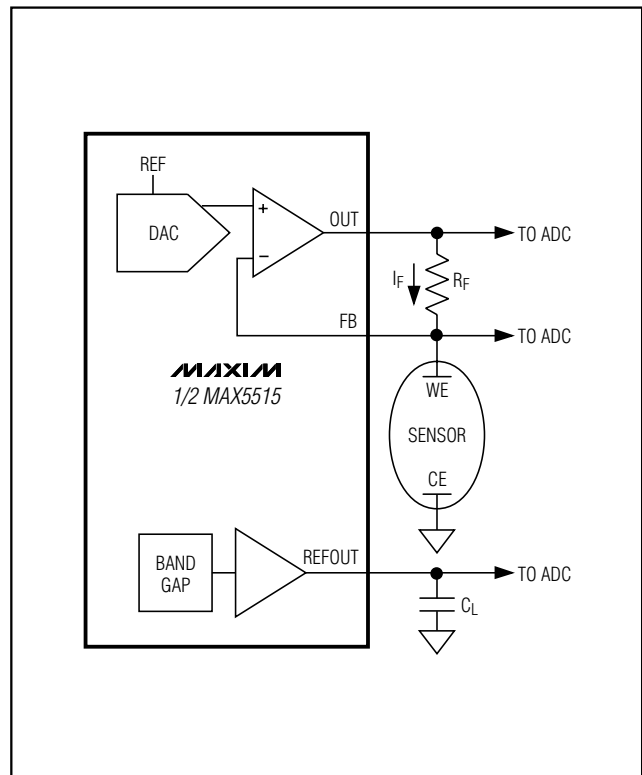 REF
DAC
+
−
OUT
TO ADC
I_F
R_F
FB
TO ADC
MAXIM
1/2 MAX5515
WE
SENSOR
CE
BAND
GAP
REFOUT
TO ADC
C_L